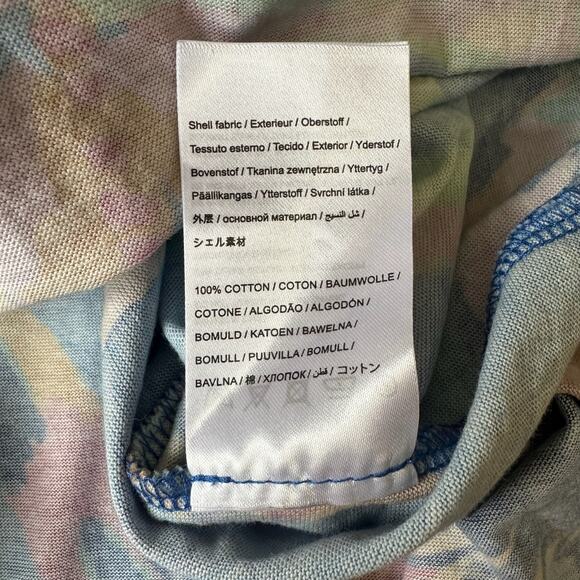 Shell fabric / Exterieur / Oberstoff /
Tessuto esterno / Tecido / Exterior / Yderstof /
Bovenstof / Tkanina zewnętrzna / Yttertyg /
Päällikangas / Ytterstoff / Svrchní látka /
外层 / основной материал / شل النسيج /
シェル素材
100% COTTON / COTON / BAUMWOLLE /
COTONE / ALGODÃO / ALGODÓN /
BOMULD / KATOEN / BAWEŁNA /
BOMULL / PUUVILLA / BOMULL /
BAVLNA / 棉 / ХЛОПОК / قطن / コットン